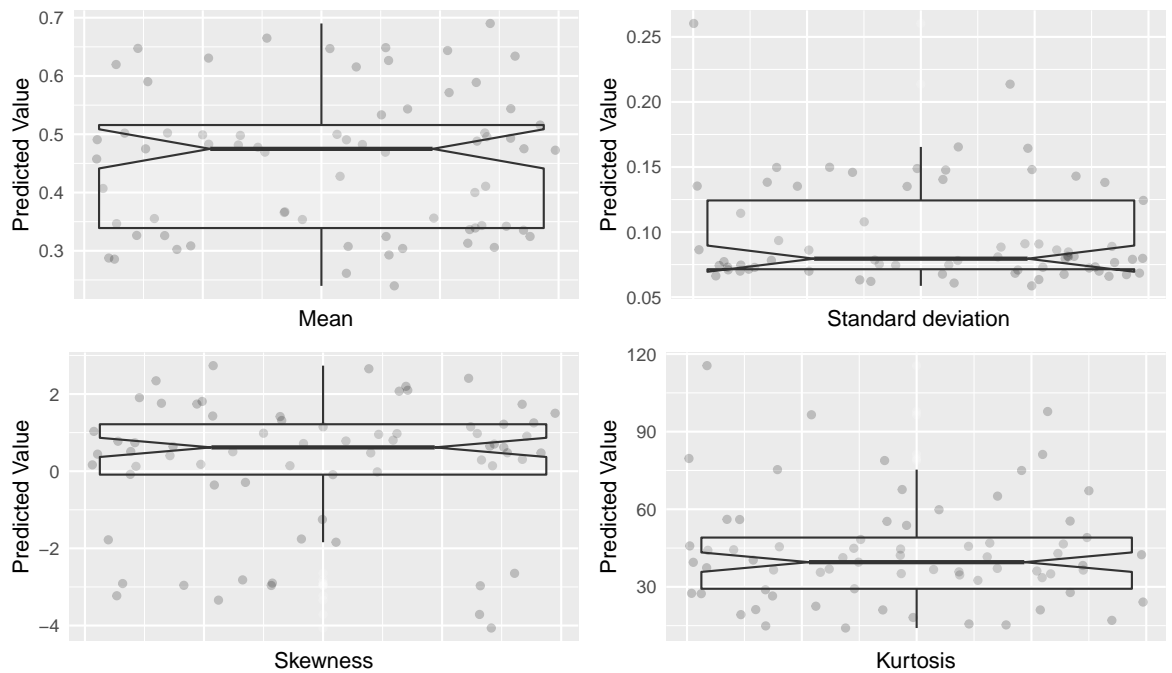 Predicted Value
0.7
0.6
0.5
0.4
0.3
Mean
Predicted Value
0.25
0.20
0.15
0.10
0.05
Standard deviation
Predicted Value
2
0
−2
−4
Skewness
Predicted Value
120
90
60
30
Kurtosis